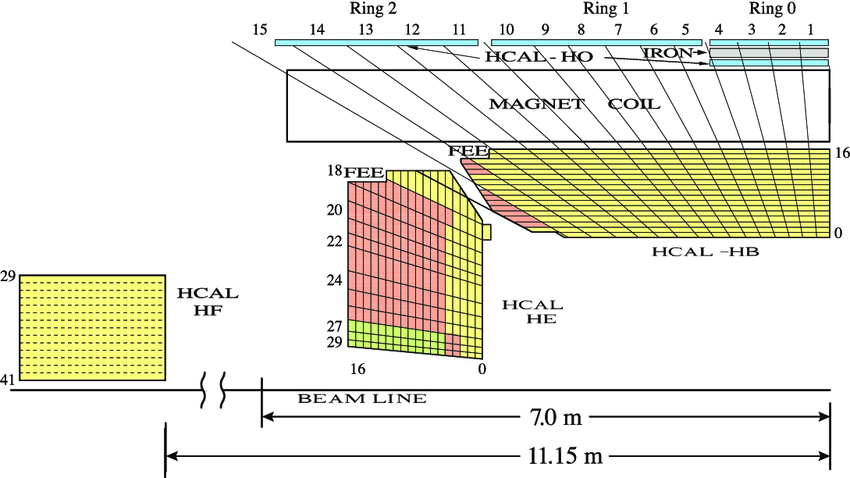 Ring 2 Ring 1 Ring 0
15 14 13 12 11 10 9 8 7 6 5 4 3 2 1
HCAL - HO
IRON
MAGNET COIL
FEE
16
18 FEE
20
0
22
HCAL - HB
24
29
HCAL
HF
HCAL
HE
27
29
16 0
41
BEAM LINE
7.0 m
11.15 m